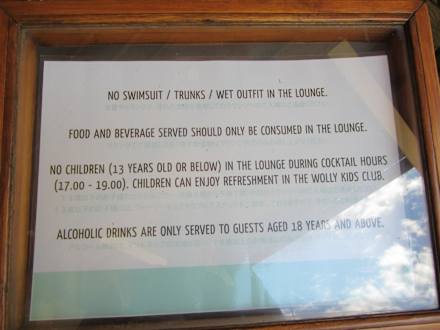 NO SWIMSUIT / TRUNKS / WET OUTFIT IN THE LOUNGE.
FOOD AND BEVERAGE SERVED SHOULD ONLY BE CONSUMED IN THE LOUNGE.
NO CHILDREN (13 YEARS OLD OR BELOW) IN THE LOUNGE DURING COCKTAIL HOURS
(17.00 - 19.00). CHILDREN CAN ENJOY REFRESHMENT IN THE WOLLY KIDS CLUB.
ALCOHOLIC DRINKS ARE ONLY SERVED TO GUESTS AGED 18 YEARS AND ABOVE.